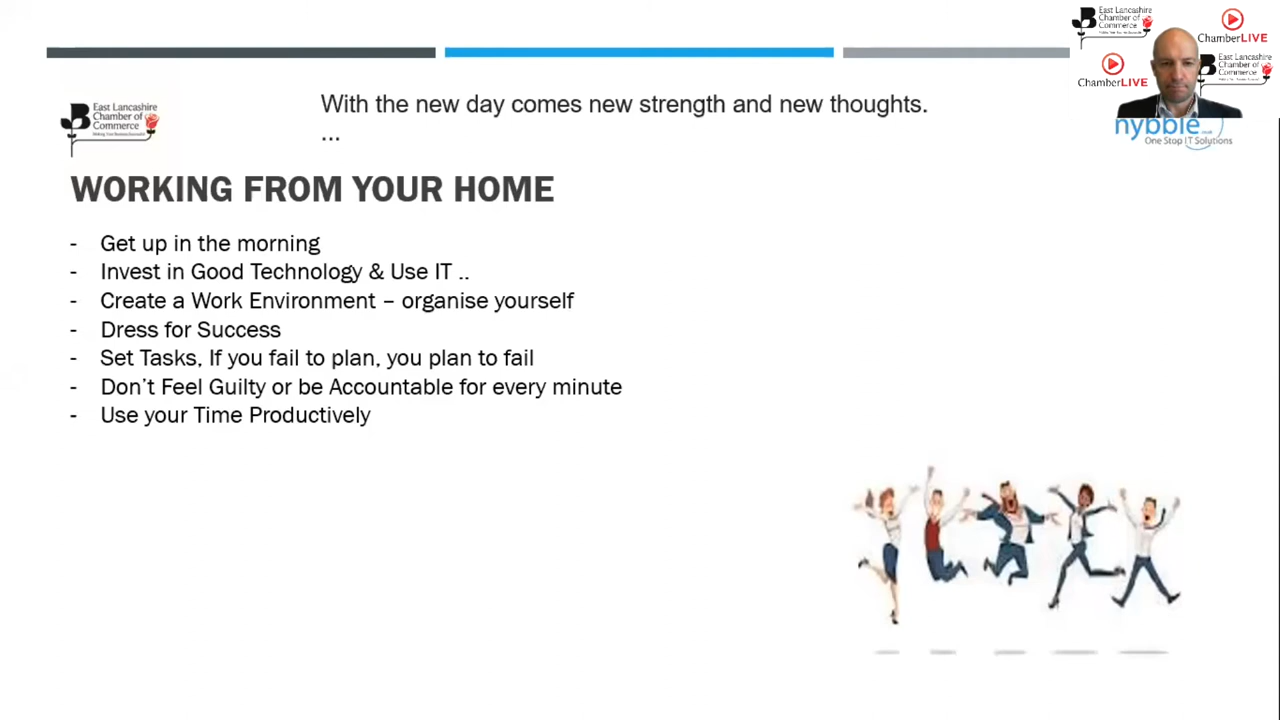 East Lancashire
Chamber of
Commerce
ChamberLIVE
ChamberLIVE
East Lancashire
Chamber of
Commerce
East Lancashire
Chamber of
Commerce
With the new day comes new strength and new thoughts.
...
nybble
One Stop IT Solutions
WORKING FROM YOUR HOME
- Get up in the morning
- Invest in Good Technology & Use IT ..
- Create a Work Environment – organise yourself
- Dress for Success
- Set Tasks, If you fail to plan, you plan to fail
- Don’t Feel Guilty or be Accountable for every minute
- Use your Time Productively